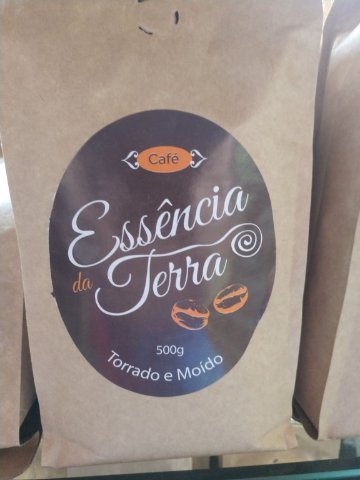 Café
Essência
da Terra
500g
Torrado e Moído